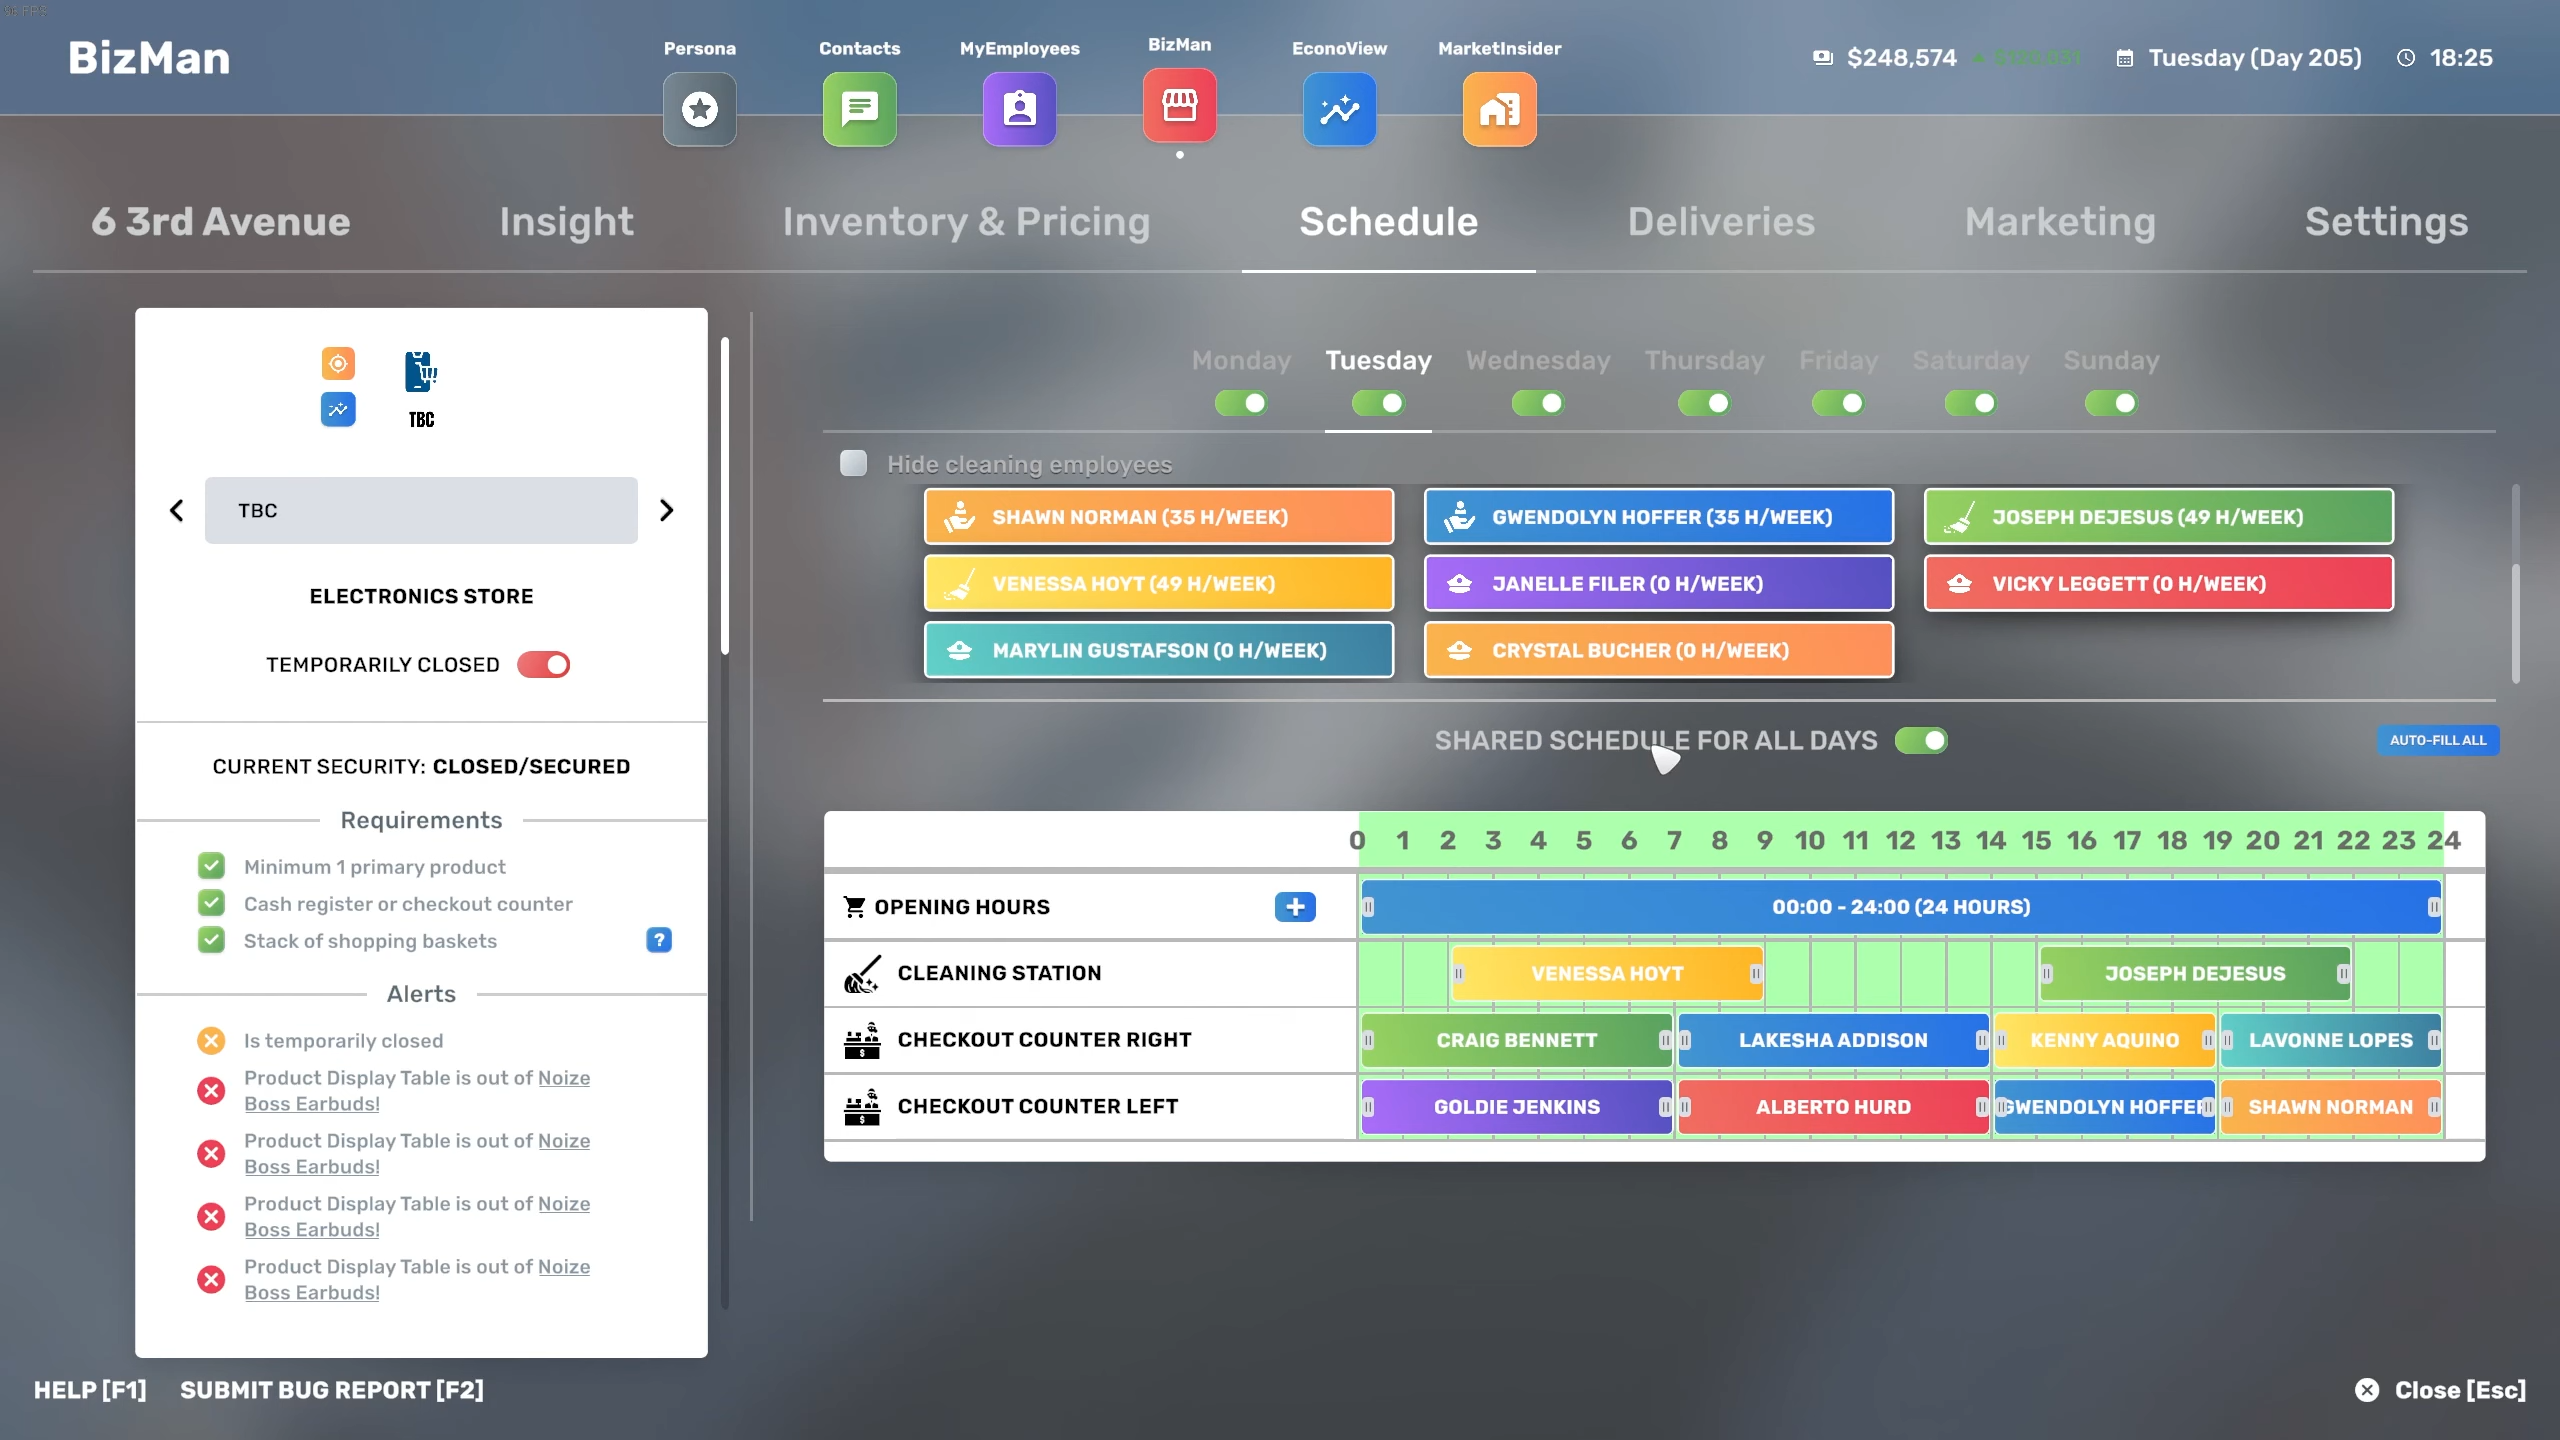 BizMan
Persona
Contacts
MyEmployees
BizMan
EconoView
MarketInsider
$248,574
Tuesday (Day 205)
18:25
6 3rd Avenue
Insight
Inventory & Pricing
Schedule
Deliveries
Marketing
Settings
TBC
TBC
ELECTRONICS STORE
TEMPORARILY CLOSED
CURRENT SECURITY: CLOSED/SECURED
Requirements
Minimum 1 primary product
Cash register or checkout counter
Stack of shopping baskets
?
Alerts
Is temporarily closed
Product Display Table is out of Noize
Boss Earbuds!
Product Display Table is out of Noize
Boss Earbuds!
Product Display Table is out of Noize
Boss Earbuds!
Product Display Table is out of Noize
Boss Earbuds!
Monday
Tuesday
Wednesday
Thursday
Friday
Saturday
Sunday
Hide cleaning employees
SHAWN NORMAN (35 H/WEEK)
GWENDOLYN HOFFER (35 H/WEEK)
JOSEPH DEJESUS (49 H/WEEK)
VENESSA HOYT (49 H/WEEK)
JANELLE FILER (0 H/WEEK)
VICKY LEGGETT (0 H/WEEK)
MARYLIN GUSTAFSON (0 H/WEEK)
CRYSTAL BUCHER (0 H/WEEK)
SHARED SCHEDULE FOR ALL DAYS
AUTO-FILL ALL
0 1 2 3 4 5 6 7 8 9 10 11 12 13 14 15 16 17 18 19 20 21 22 23 24
OPENING HOURS
00:00 - 24:00 (24 HOURS)
CLEANING STATION
VENESSA HOYT
JOSEPH DEJESUS
CHECKOUT COUNTER RIGHT
CRAIG BENNETT
LAKESHA ADDISON
KENNY AQUINO
LAVONNE LOPES
CHECKOUT COUNTER LEFT
GOLDIE JENKINS
ALBERTO HURD
GWENDOLYN HOFFER
SHAWN NORMAN
HELP [F1]
SUBMIT BUG REPORT [F2]
Close [Esc]